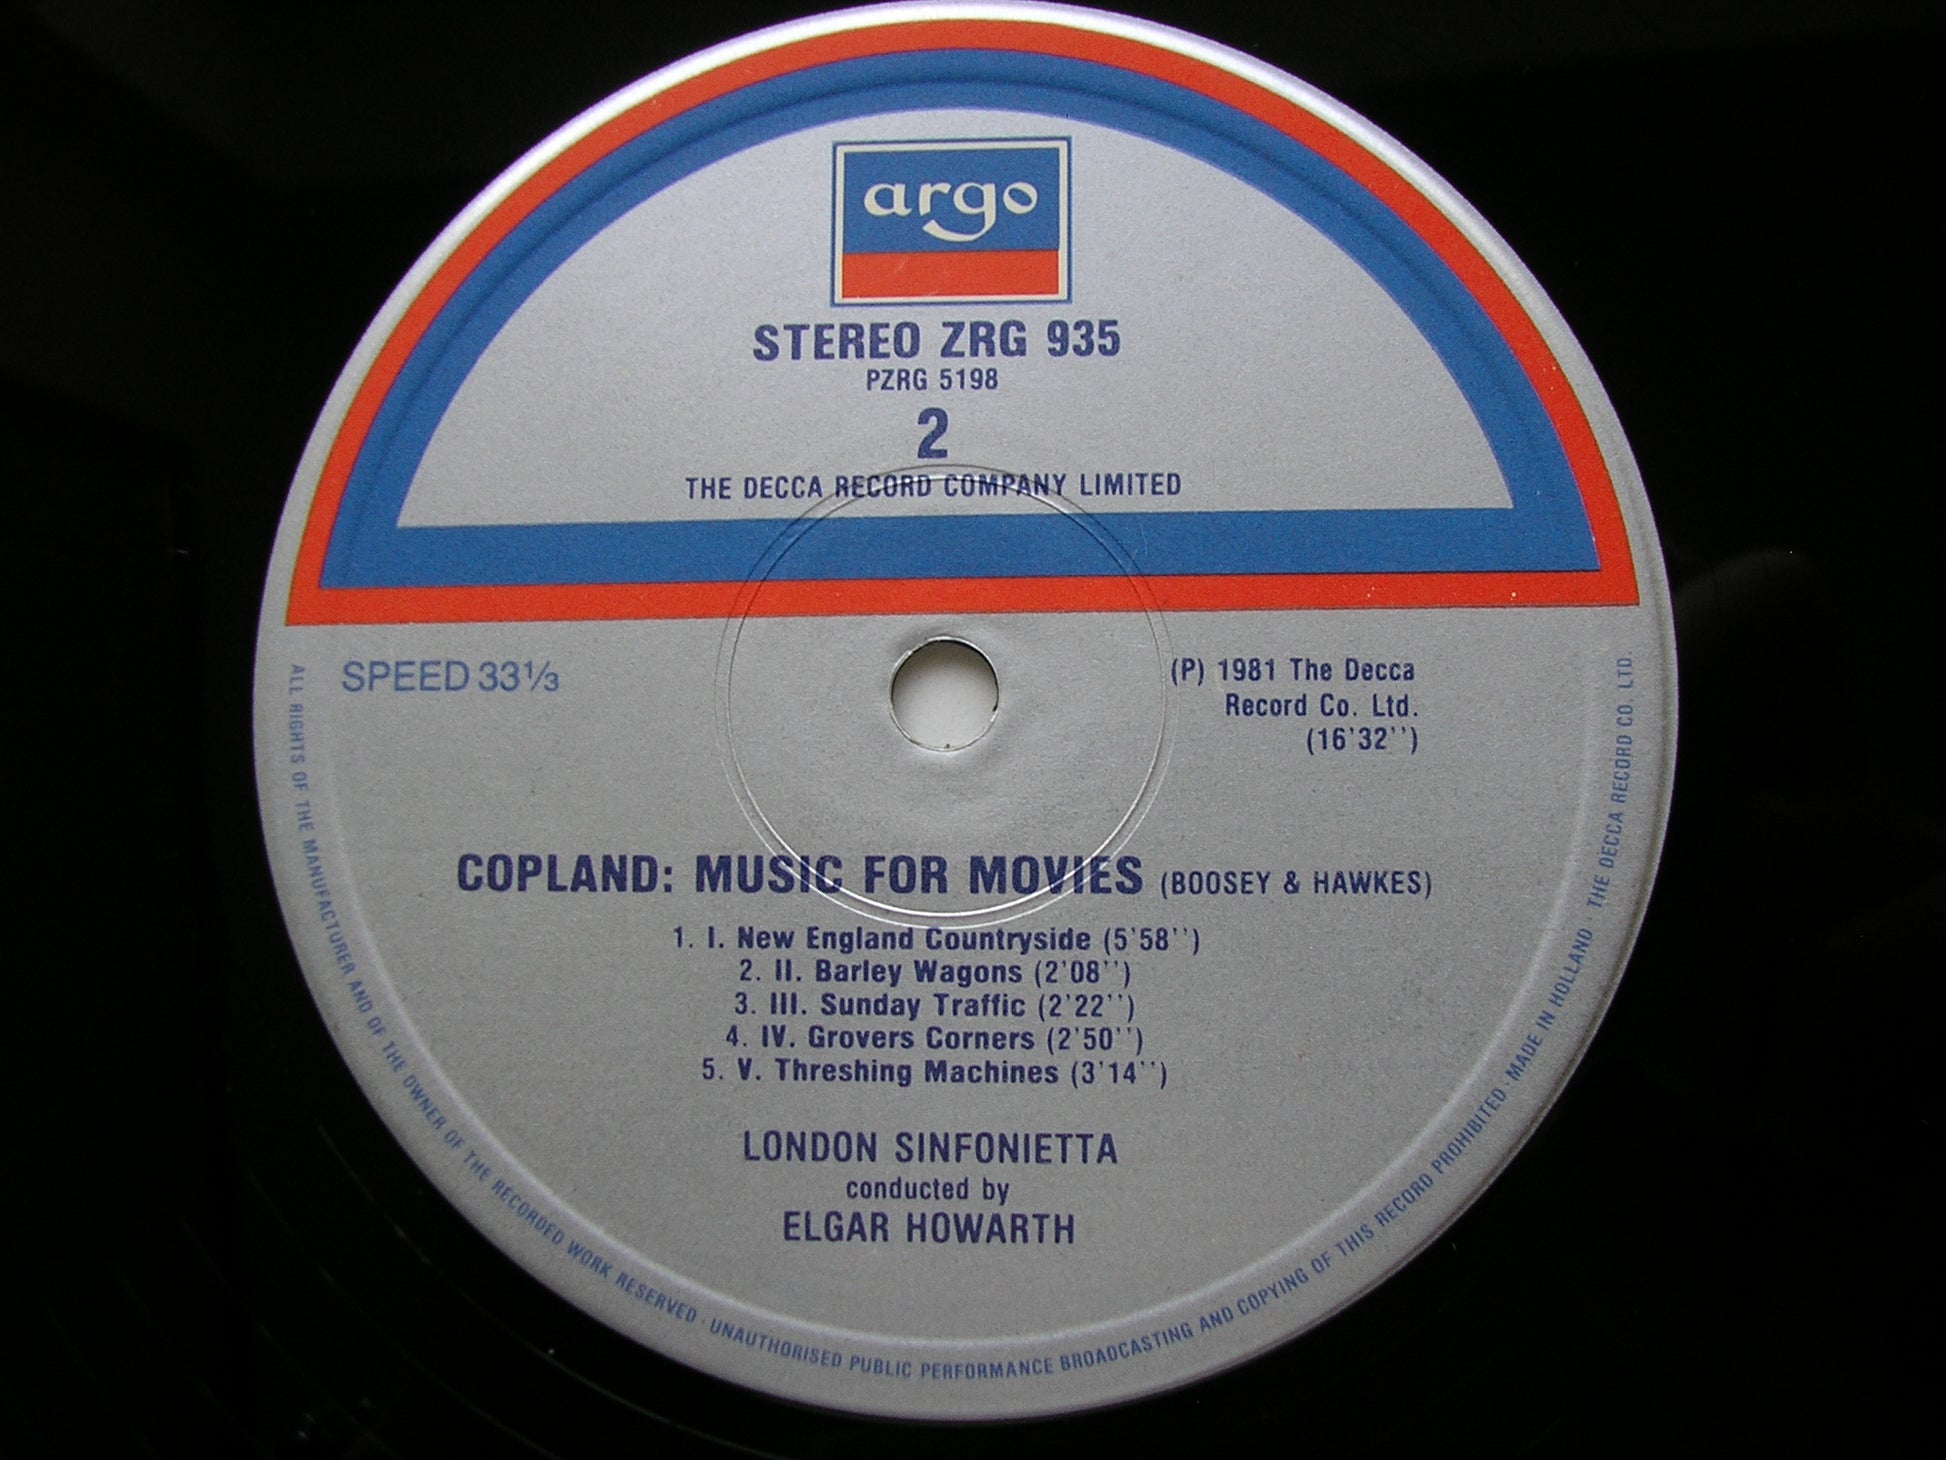 argo
STEREO ZRG 935
PZRG 5198
2
THE DECCA RECORD COMPANY LIMITED
SPEED 33⅓
(P) 1981 The Decca
Record Co. Ltd.
(16'32'')
COPLAND: MUSIC FOR MOVIES (BOOSEY & HAWKES)
1. I. New England Countryside (5'58'')
2. II. Barley Wagons (2'08'')
3. III. Sunday Traffic (2'22'')
4. IV. Grovers Corners (2'50'')
5. V. Threshing Machines (3'14'')
LONDON SINFONIETTA
conducted by
ELGAR HOWARTH
ALL RIGHTS OF THE MANUFACTURER AND OF THE OWNER OF THE RECORDED WORK RESERVED · UNAUTHORISED PUBLIC PERFORMANCE BROADCASTING AND COPYING OF THIS RECORD PROHIBITED · MADE IN HOLLAND · THE DECCA RECORD CO. LTD.